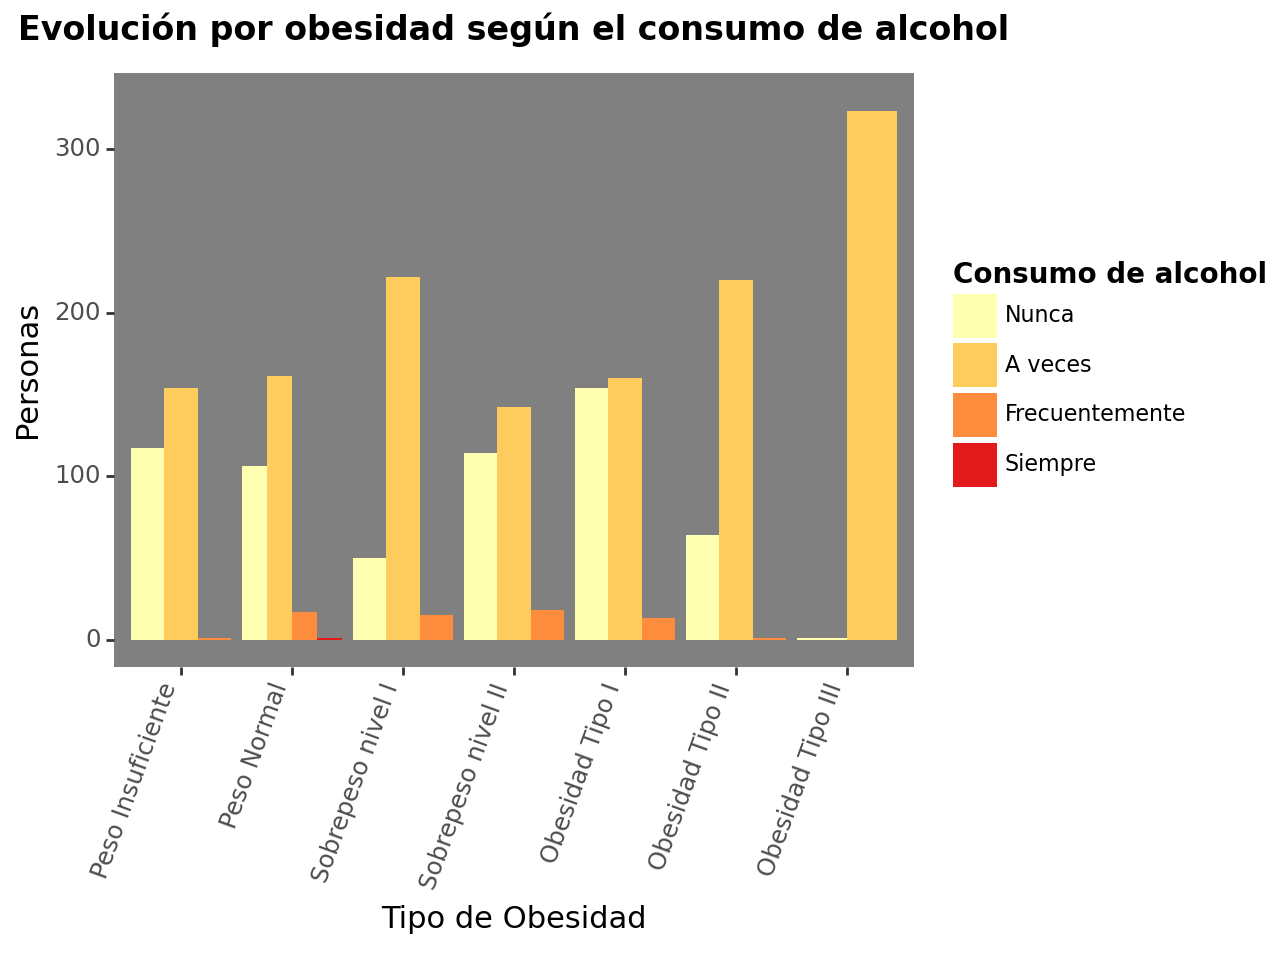 Evolución por obesidad según el consumo de alcohol
Personas
300
200
100
0
Peso Insuficiente
Peso Normal
Sobrepeso nivel I
Sobrepeso nivel II
Obesidad Tipo I
Obesidad Tipo II
Obesidad Tipo III
Tipo de Obesidad
Consumo de alcohol
Nunca
A veces
Frecuentemente
Siempre